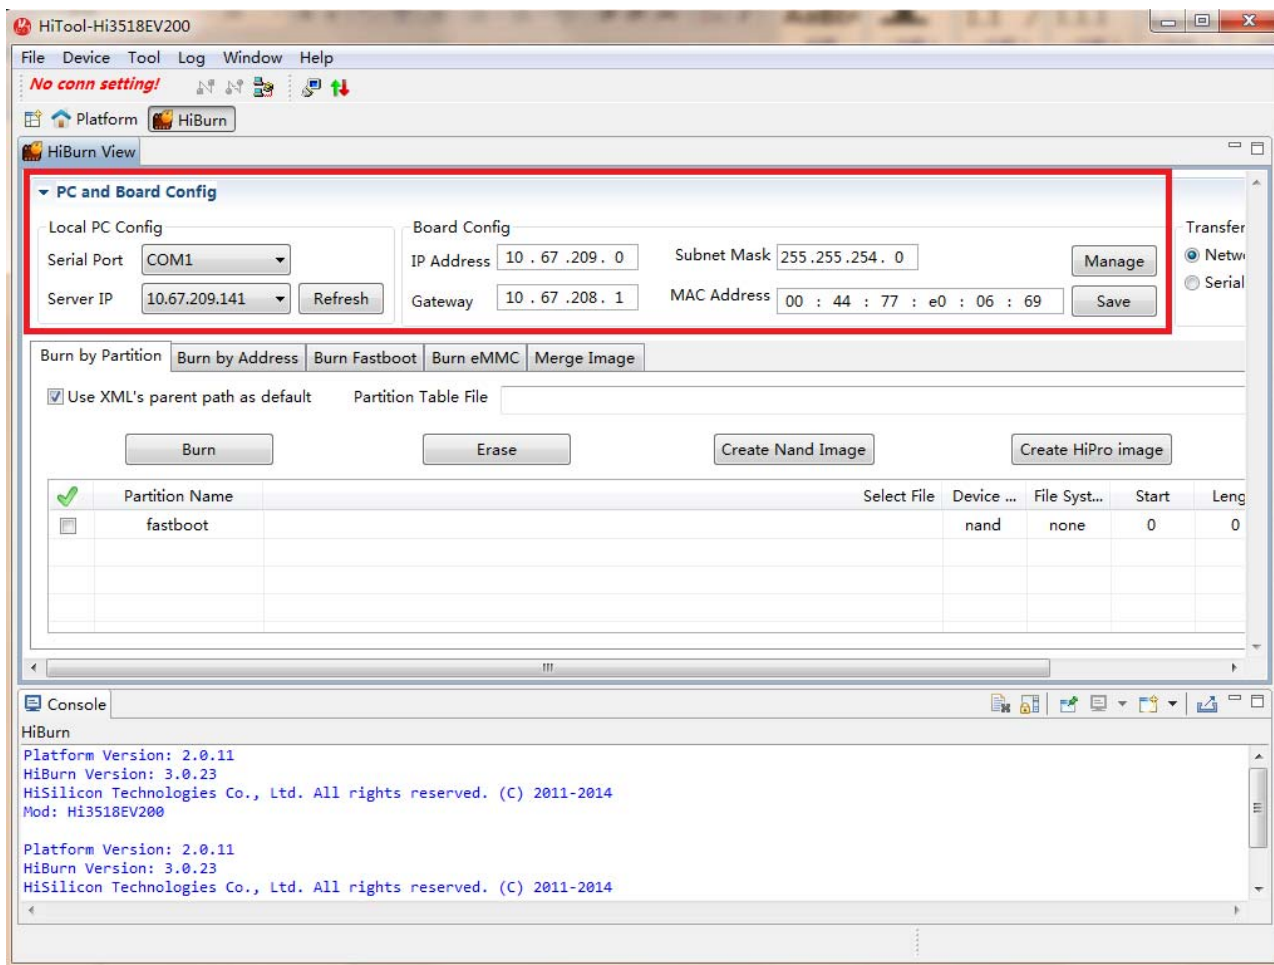 HiTool-Hi3518EV200
File Device Tool Log Window Help
No conn setting!
Platform HiBurn
HiBurn View
PC and Board Config
Local PC Config Board Config Transfer
Serial Port COM1 IP Address 10 . 67 .209. 0 Subnet Mask 255.255.254. 0 Manage Netw
Server IP 10.67.209.141 Refresh Gateway 10 . 67 .208. 1 MAC Address 00 : 44 : 77 : e0 : 06 : 69 Save Serial
Burn by Partition Burn by Address Burn Fastboot Burn eMMC Merge Image
Use XML's parent path as default Partition Table File
Burn Erase Create Nand Image Create HiPro image
Partition Name Select File Device ... File Syst... Start Leng
fastboot nand none 0 0
Console
HiBurn
Platform Version: 2.0.11
HiBurn Version: 3.0.23
HiSilicon Technologies Co., Ltd. All rights reserved. (C) 2011-2014
Mod: Hi3518EV200
Platform Version: 2.0.11
HiBurn Version: 3.0.23
HiSilicon Technologies Co., Ltd. All rights reserved. (C) 2011-2014